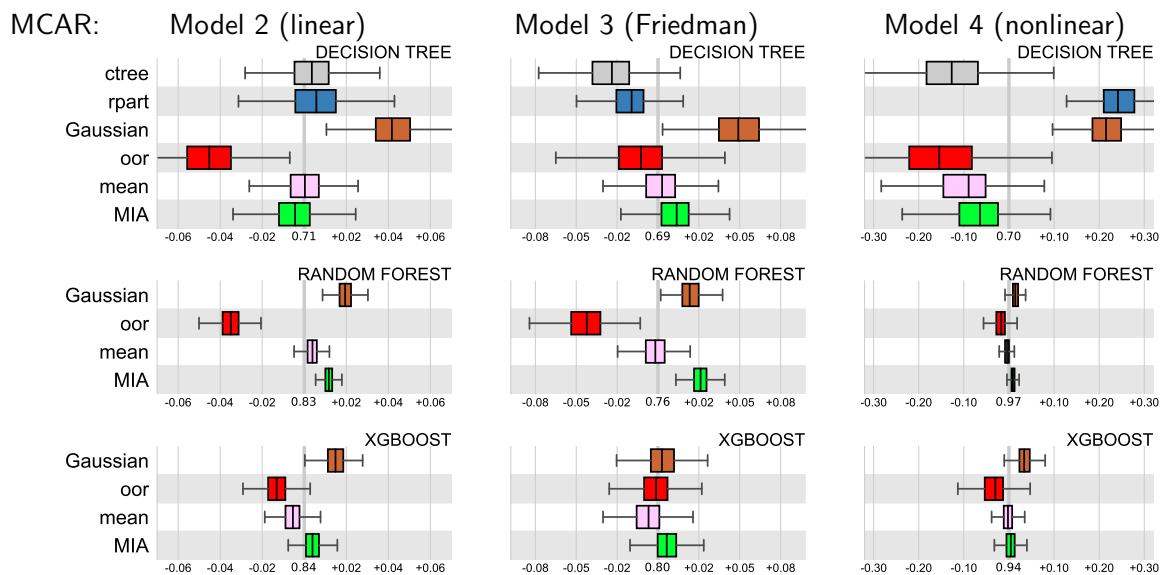 MCAR: Model 2 (linear) Model 3 (Friedman) Model 4 (nonlinear)
DECISION TREE DECISION TREE DECISION TREE
ctree
rpart
Gaussian
oor
mean
MIA
-0.06 -0.04 -0.02 0.71 +0.02 +0.04 +0.06 -0.08 -0.05 -0.02 0.69 +0.02 +0.05 +0.08 -0.30 -0.20 -0.10 0.70 +0.10 +0.20 +0.30
RANDOM FOREST RANDOM FOREST RANDOM FOREST
Gaussian
oor
mean
MIA
-0.06 -0.04 -0.02 0.83 +0.02 +0.04 +0.06 -0.08 -0.05 -0.02 0.76 +0.02 +0.05 +0.08 -0.30 -0.20 -0.10 0.97 +0.10 +0.20 +0.30
XGBOOST XGBOOST XGBOOST
Gaussian
oor
mean
MIA
-0.06 -0.04 -0.02 0.84 +0.02 +0.04 +0.06 -0.08 -0.05 -0.02 0.80 +0.02 +0.05 +0.08 -0.30 -0.20 -0.10 0.94 +0.10 +0.20 +0.30